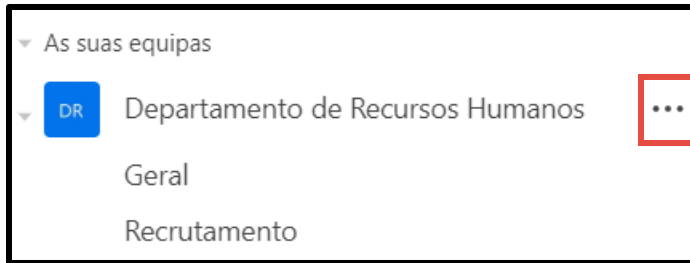 As suas equipas
DR Departamento de Recursos Humanos ...
Geral
Recrutamento